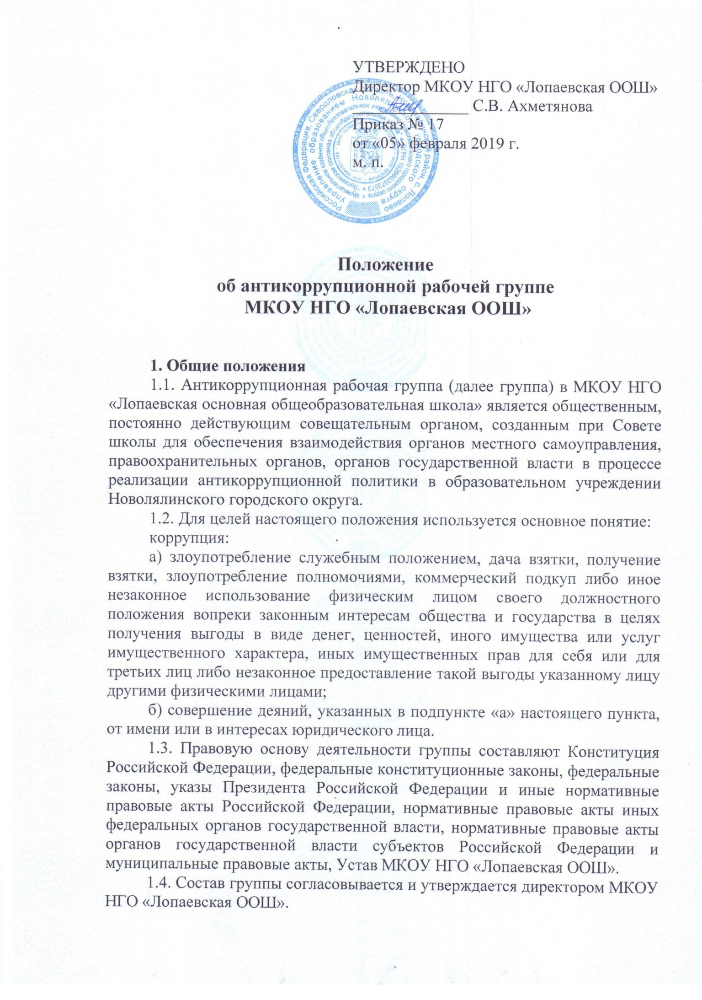 УТВЕРЖДЕНО
Директор МКОУ НГО «Лопаевская ООШ»
______________ С.В. Ахметянова
Приказ № 17
от «05» февраля 2019 г.
м. п.
Российская Федерация, Свердловская область, Новолялинский район, с. Лопаево
Управление образованием Новолялинского городского округа
Муниципальное казённое общеобразовательное учреждение Новолялинского городского округа
"Лопаевская основная общеобразовательная школа" * ОГРН 1026602073673 *
Положение
об антикоррупционной рабочей группе
МКОУ НГО «Лопаевская ООШ»
1. Общие положения
1.1. Антикоррупционная рабочая группа (далее группа) в МКОУ НГО
«Лопаевская основная общеобразовательная школа» является общественным,
постоянно действующим совещательным органом, созданным при Совете
школы для обеспечения взаимодействия органов местного самоуправления,
правоохранительных органов, органов государственной власти в процессе
реализации антикоррупционной политики в образовательном учреждении
Новолялинского городского округа.
1.2. Для целей настоящего положения используется основное понятие:
коррупция:
а) злоупотребление служебным положением, дача взятки, получение
взятки, злоупотребление полномочиями, коммерческий подкуп либо иное
незаконное использование физическим лицом своего должностного
положения вопреки законным интересам общества и государства в целях
получения выгоды в виде денег, ценностей, иного имущества или услуг
имущественного характера, иных имущественных прав для себя или для
третьих лиц либо незаконное предоставление такой выгоды указанному лицу
другими физическими лицами;
б) совершение деяний, указанных в подпункте «а» настоящего пункта,
от имени или в интересах юридического лица.
1.3. Правовую основу деятельности группы составляют Конституция
Российской Федерации, федеральные конституционные законы, федеральные
законы, указы Президента Российской Федерации и иные нормативные
правовые акты Российской Федерации, нормативные правовые акты иных
федеральных органов государственной власти, нормативные правовые акты
органов государственной власти субъектов Российской Федерации и
муниципальные правовые акты, Устав МКОУ НГО «Лопаевская ООШ».
1.4. Состав группы согласовывается и утверждается директором МКОУ
НГО «Лопаевская ООШ».